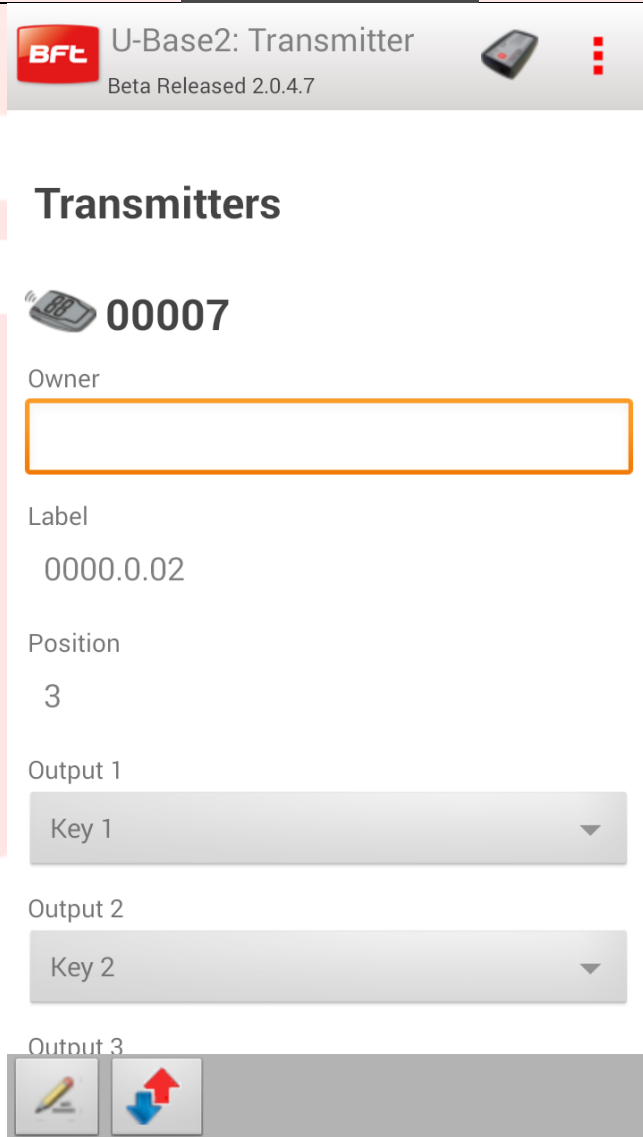 BFt
U-Base2: Transmitter
Beta Released 2.0.4.7
Transmitters
88
00007
Owner
Label
0000.0.02
Position
3
Output 1
Key 1
Output 2
Key 2
Output 3